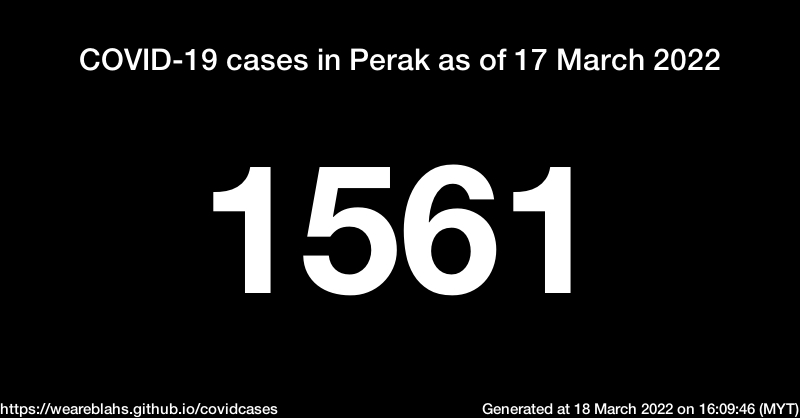 COVID-19 cases in Perak as of 17 March 2022
1561
https://weareblahs.github.io/covidcases
Generated at 18 March 2022 on 16:09:46 (MYT)